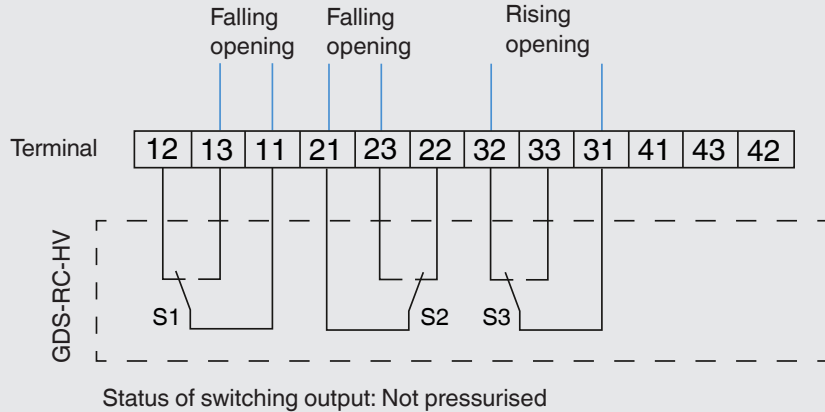 Falling opening
Falling opening
Rising opening
Terminal
12 13 11 21 23 22 32 33 31 41 43 42
GDS-RC-HV
S1
S2
S3
Status of switching output: Not pressurised